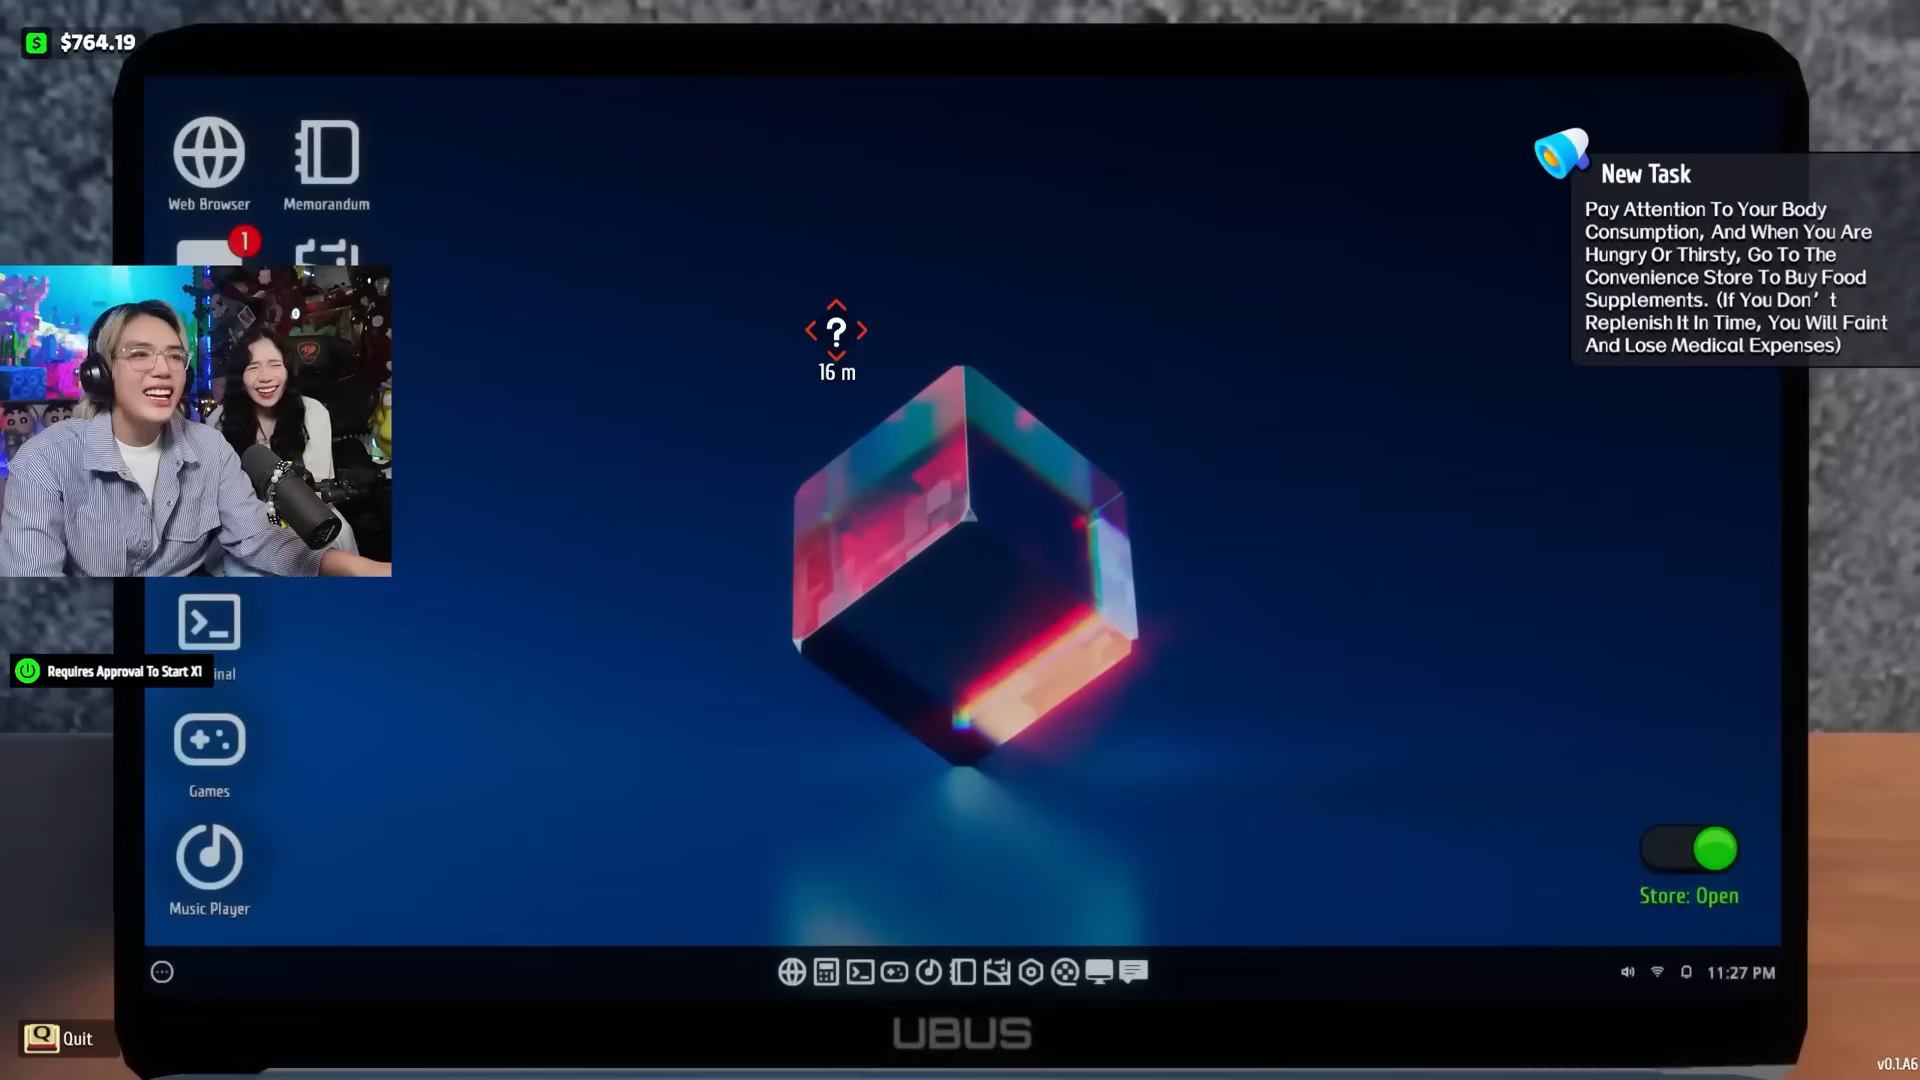 $764.19
Web Browser
Memorandum
1
New Task
Pay Attention To Your Body
Consumption, And When You Are
Hungry Or Thirsty, Go To The
Convenience Store To Buy Food
Supplements. (If You Don't
Replenish It In Time, You Will Faint
And Lose Medical Expenses)
?
16 m
Requires Approval To Start X1
inal
Games
Music Player
Store: Open
11:27 PM
UBUS
Q Quit
v0.1.A6